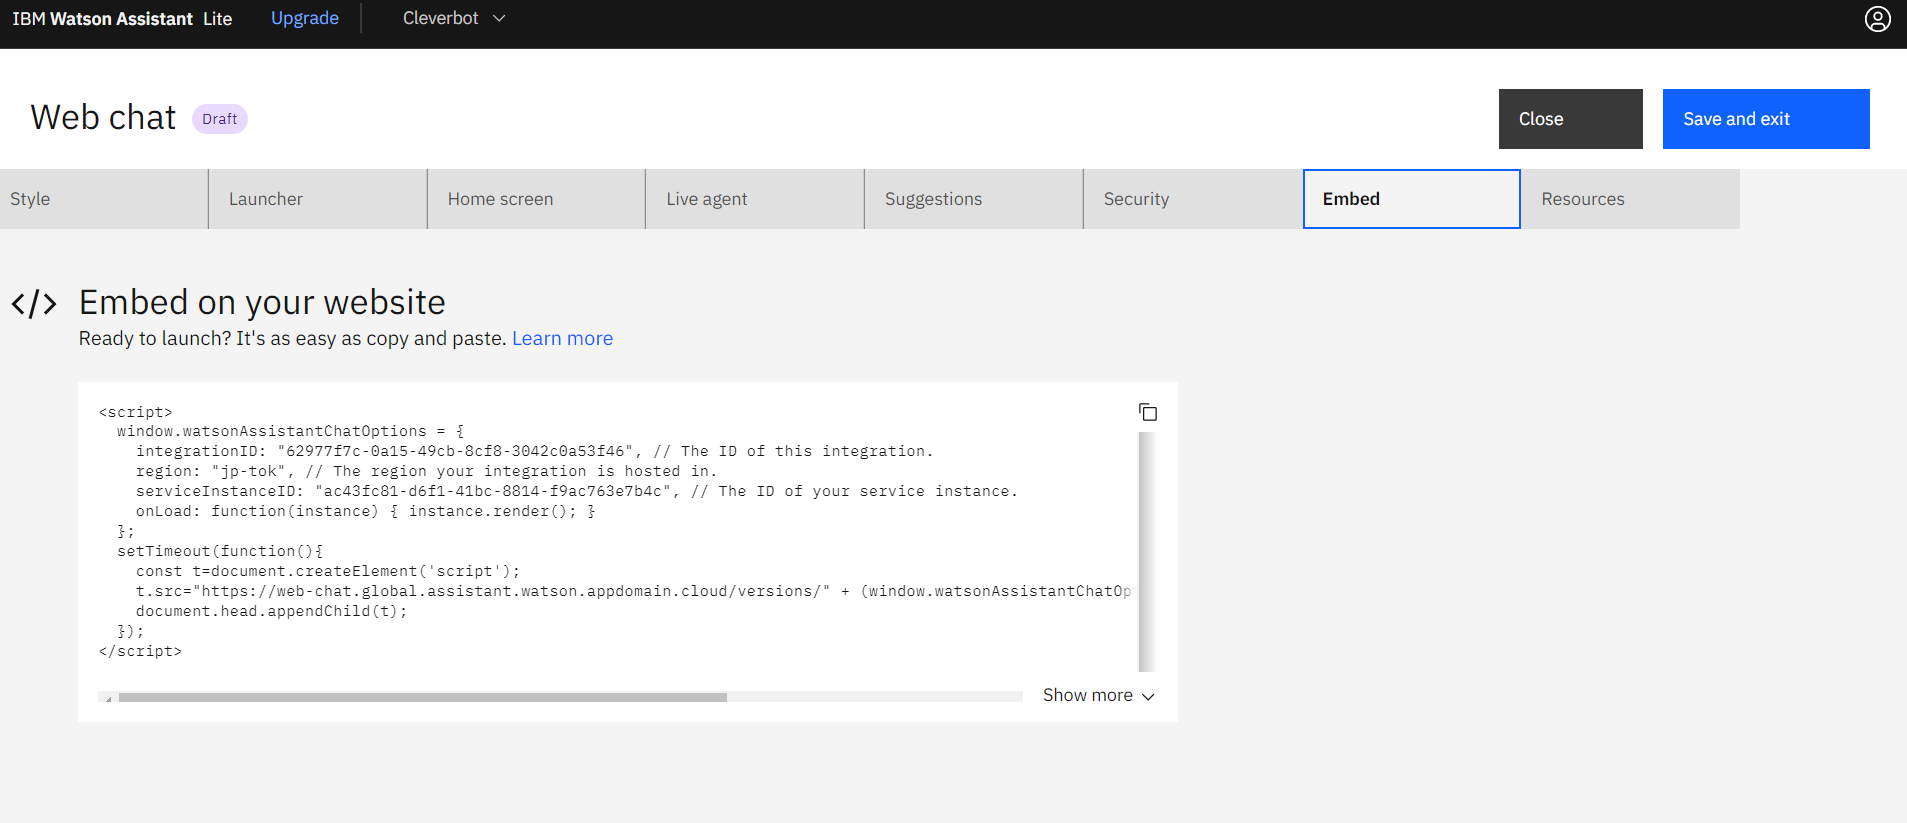 IBM Watson Assistant Lite Upgrade Cleverbot
Web chat Draft Close Save and exit
Style Launcher Home screen Live agent Suggestions Security Embed Resources
</> Embed on your website
Ready to launch? It's as easy as copy and paste. Learn more
<script>
  window.watsonAssistantChatOptions = {
    integrationID: "62977f7c-0a15-49cb-8cf8-3042c0a53f46", // The ID of this integration.
    region: "jp-tok", // The region your integration is hosted in.
    serviceInstanceID: "ac43fc81-d6f1-41bc-8814-f9ac763e7b4c", // The ID of your service instance.
    onLoad: function(instance) { instance.render(); }
  };
  setTimeout(function(){
    const t=document.createElement('script');
    t.src="https://web-chat.global.assistant.watson.appdomain.cloud/versions/" + (window.watsonAssistantChatOp
    document.head.appendChild(t);
  });
</script>
Show more